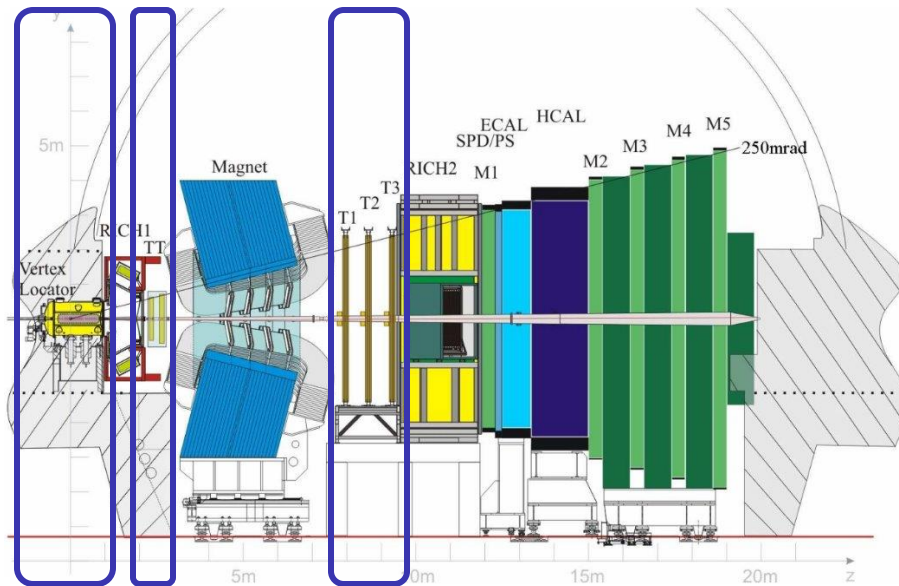 y
5m
Vertex
Locator
RICH1
TT
Magnet
T1
T2
T3
RICH2
M1
SPD/PS
ECAL
HCAL
M2
M3
M4
M5
250mrad
5m
10m
15m
20m
z